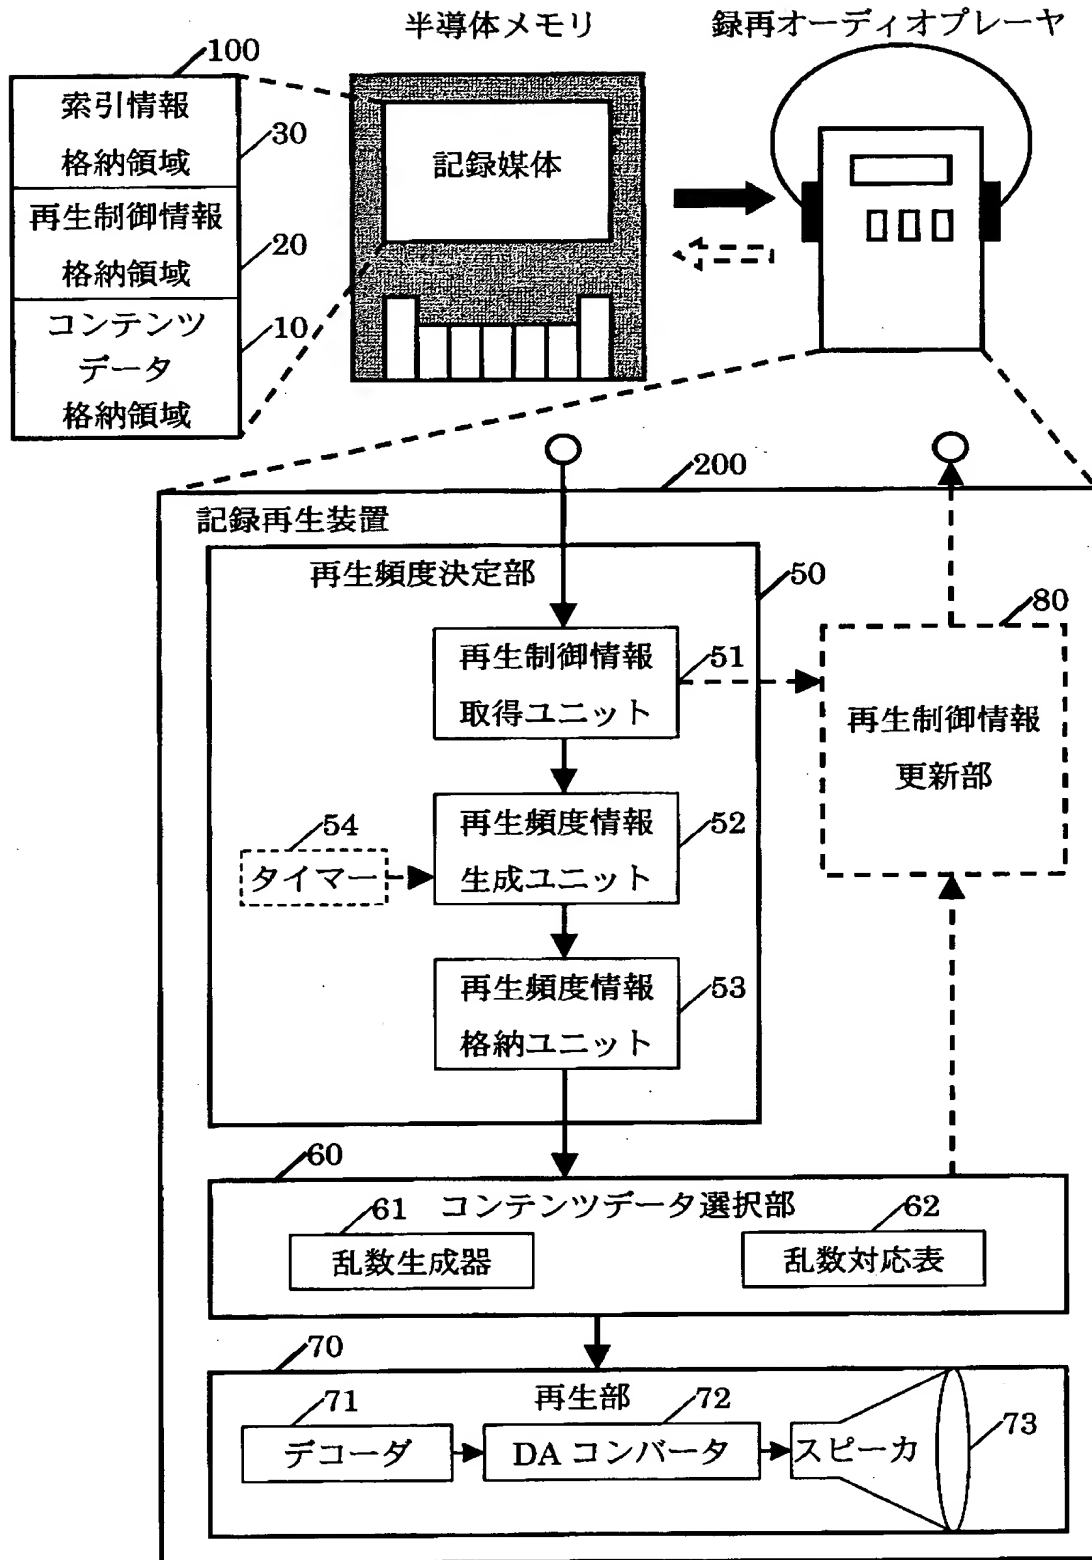 半導体メモリ
録再オーディオプレーヤ
100
索引情報
格納領域
30
再生制御情報
格納領域
20
コンテンツ
データ
格納領域
10
記録媒体
200
記録再生装置
再生頻度決定部
50
再生制御情報
取得ユニット
51
80
再生制御情報
更新部
54
タイマー
再生頻度情報
生成ユニット
52
再生頻度情報
格納ユニット
53
60
コンテンツデータ選択部
61
乱数生成器
62
乱数対応表
70
再生部
71
デコーダ
72
DA コンバータ
スピーカ
73